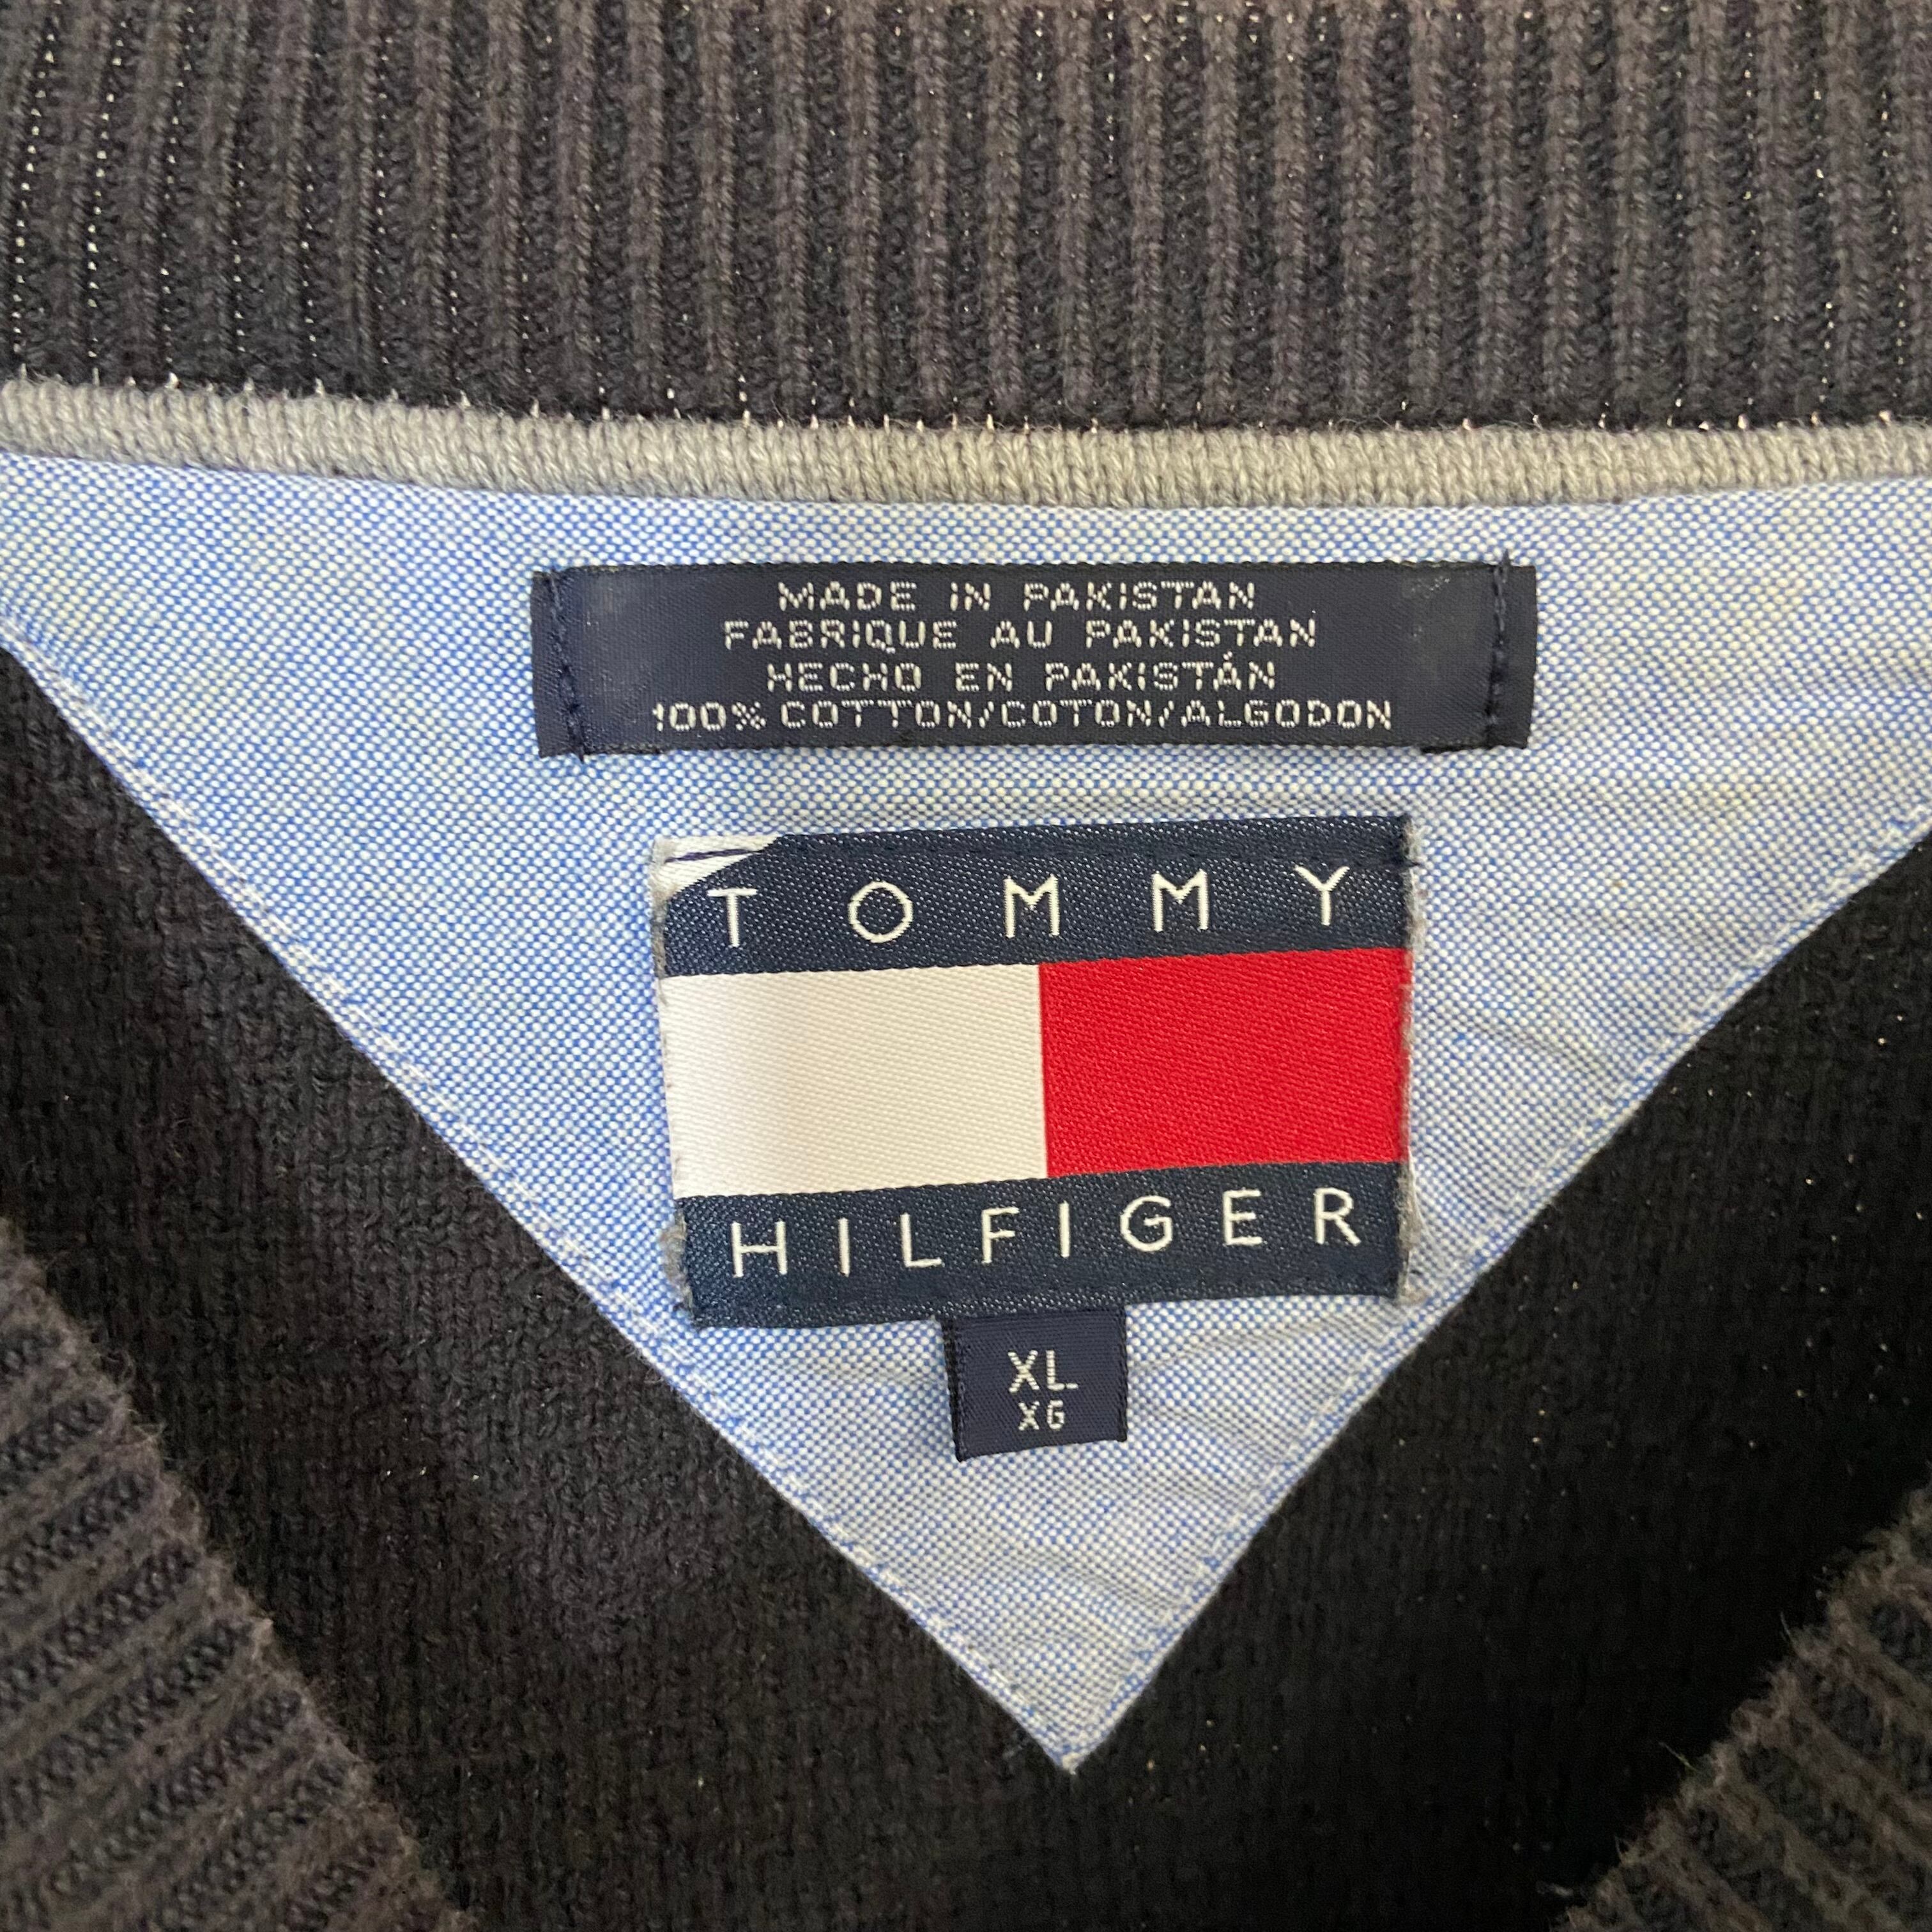 MADE IN PAKISTAN
FABRIQUE AU PAKISTAN
HECHO EN PAKISTÁN
100% COTTON/COTON/ALGODON
TOMMY
HILFIGER
XL
XG